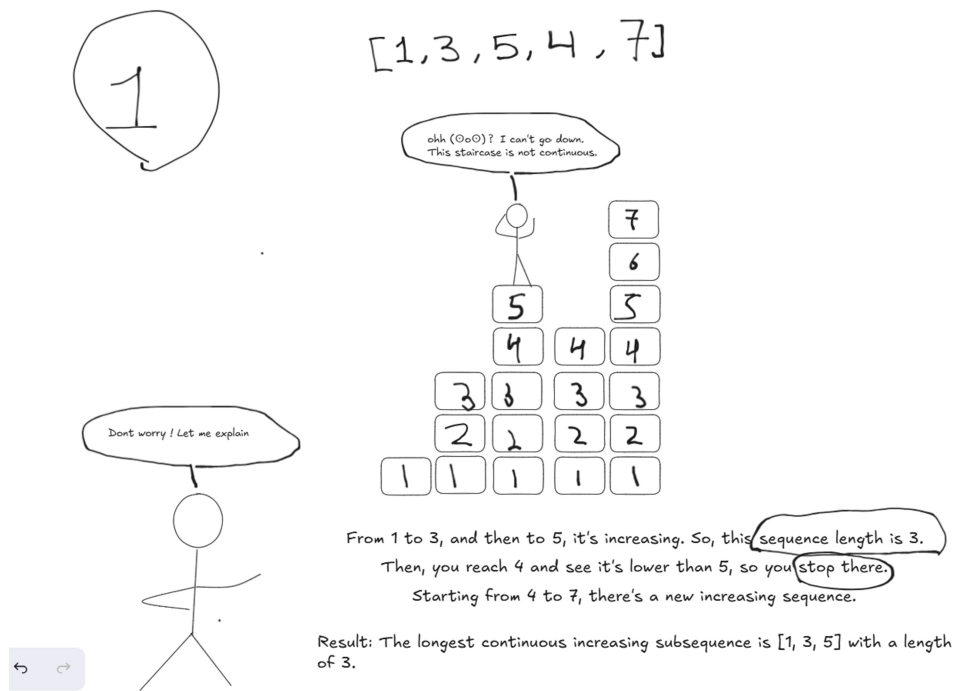 1
[1,3,5,4,7]
ohh (ʘoʘ)? I can't go down.
This staircase is not continuous.
7
6
5 5
4 4 4
3 3 3 3
2 2 2 2
1 1 1 1 1
Dont worry! Let me explain
From 1 to 3, and then to 5, it's increasing. So, this sequence length is 3.
Then, you reach 4 and see it's lower than 5, so you stop there.
Starting from 4 to 7, there's a new increasing sequence.
Result: The longest continuous increasing subsequence is [1, 3, 5] with a length
of 3.